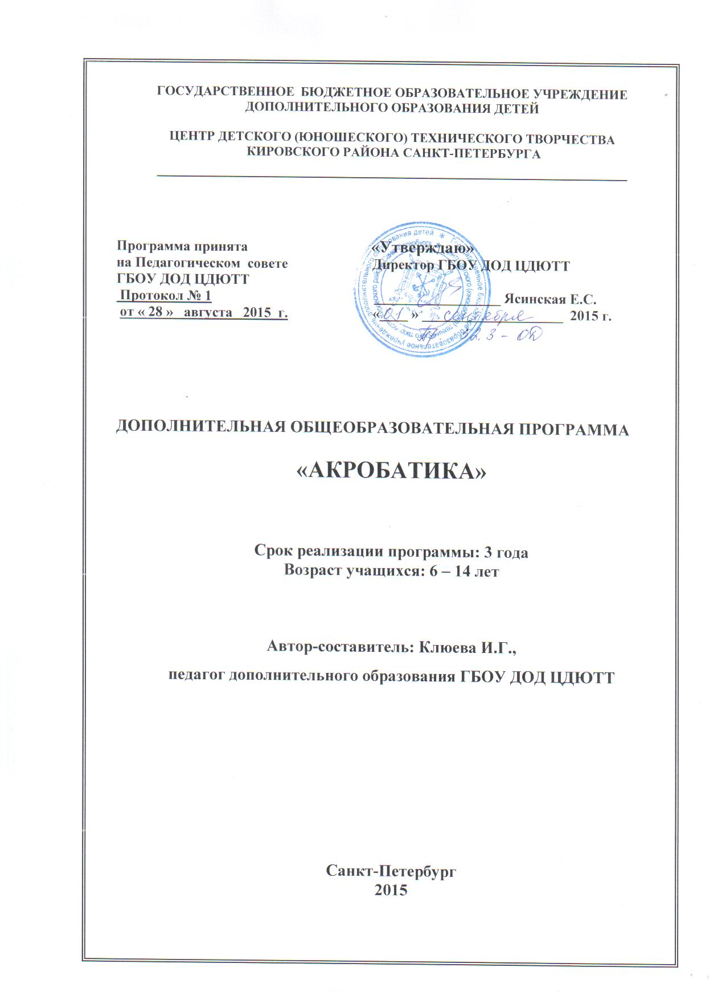 ГОСУДАРСТВЕННОЕ БЮДЖЕТНОЕ ОБРАЗОВАТЕЛЬНОЕ УЧРЕЖДЕНИЕ
ДОПОЛНИТЕЛЬНОГО ОБРАЗОВАНИЯ ДЕТЕЙ
ЦЕНТР ДЕТСКОГО (ЮНОШЕСКОГО) ТЕХНИЧЕСКОГО ТВОРЧЕСТВА
КИРОВСКОГО РАЙОНА САНКТ-ПЕТЕРБУРГА
Программа принята
на Педагогическом совете
ГБОУ ДОД ЦДЮТТ
Протокол № 1
от « 28 » августа 2015 г.
«Утверждаю»
Директор ГБОУ ДОД ЦДЮТТ
Ясинская Е.С.
«01» сентября 2015 г.
Пр. 32.3 - ОД
ДОПОЛНИТЕЛЬНАЯ ОБЩЕОБРАЗОВАТЕЛЬНАЯ ПРОГРАММА
«АКРОБАТИКА»
Срок реализации программы: 3 года
Возраст учащихся: 6 – 14 лет
Автор-составитель: Клюева И.Г.,
педагог дополнительного образования ГБОУ ДОД ЦДЮТТ
Санкт-Петербург
2015